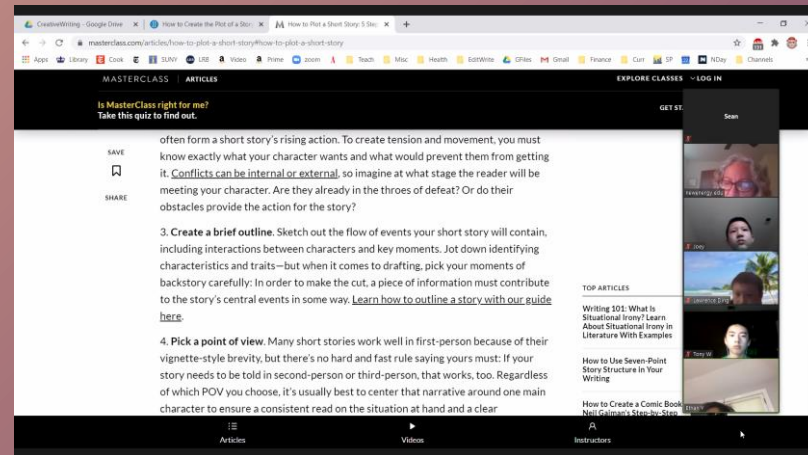 CreativeWriting - Google Drive
How to Create the Plot of a Stor
How to Plot a Short Story: 5 Ste
masterclass.com/articles/how-to-plot-a-short-story#how-to-plot-a-short-story
Apps Library Cook SUNY LRB Video Prime zoom Teach Misc Health EditWrite GFiles Gmail Finance Curr SP NDay Channels
MASTERCLASS ARTICLES EXPLORE CLASSES LOG IN
Is MasterClass right for me?
Take this quiz to find out.
GET ST
SAVE
SHARE
often form a short story's rising action. To create tension and movement, you must
know exactly what your character wants and what would prevent them from getting
it. Conflicts can be internal or external, so imagine at what stage the reader will be
meeting your character. Are they already in the throes of defeat? Or do their
obstacles provide the action for the story?
3. Create a brief outline. Sketch out the flow of events your short story will contain,
including interactions between characters and key moments. Jot down identifying
characteristics and traits—but when it comes to drafting, pick your moments of
backstory carefully: In order to make the cut, a piece of information must contribute
to the story's central events in some way. Learn how to outline a story with our guide
here.
4. Pick a point of view. Many short stories work well in first-person because of their
vignette-style brevity, but there's no hard and fast rule saying yours must: If your
story needs to be told in second-person or third-person, that works, too. Regardless
of which POV you choose, it's usually best to center that narrative around one main
character to ensure a consistent read on the situation at hand and a clear
TOP ARTICLES
Writing 101: What Is
Situational Irony? Learn
About Situational Irony in
Literature With Examples
How to Use Seven-Point
Story Structure in Your
Writing
How to Create a Comic Book
Neil Gaiman's Step-by-Step
Sean
newenergy.edu
Joey
Lawrence Ding
Tony W
Ethan
Articles
Videos
Instructors